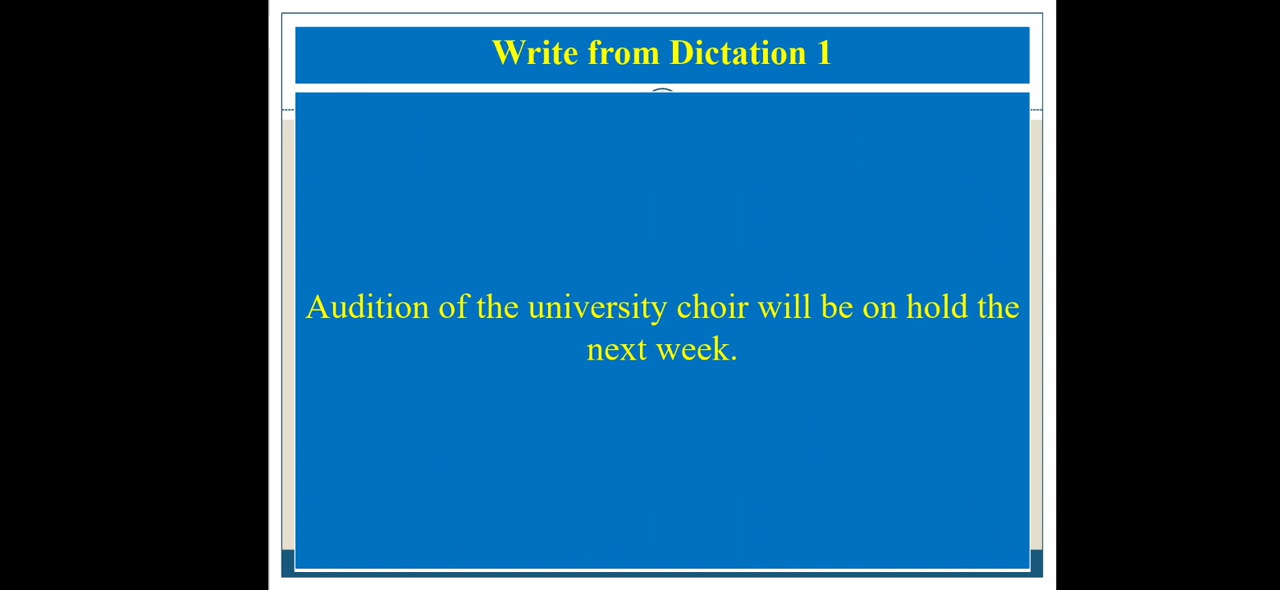 Write from Dictation 1
Audition of the university choir will be on hold the
next week.